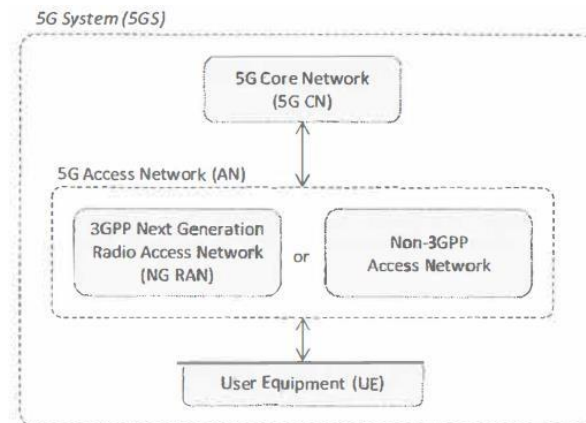 5G System (5GS)
5G Core Network
(5G CN)
5G Access Network (AN)
3GPP Next Generation
Radio Access Network
(NG RAN)
or
Non-3GPP
Access Network
User Equipment (UE)